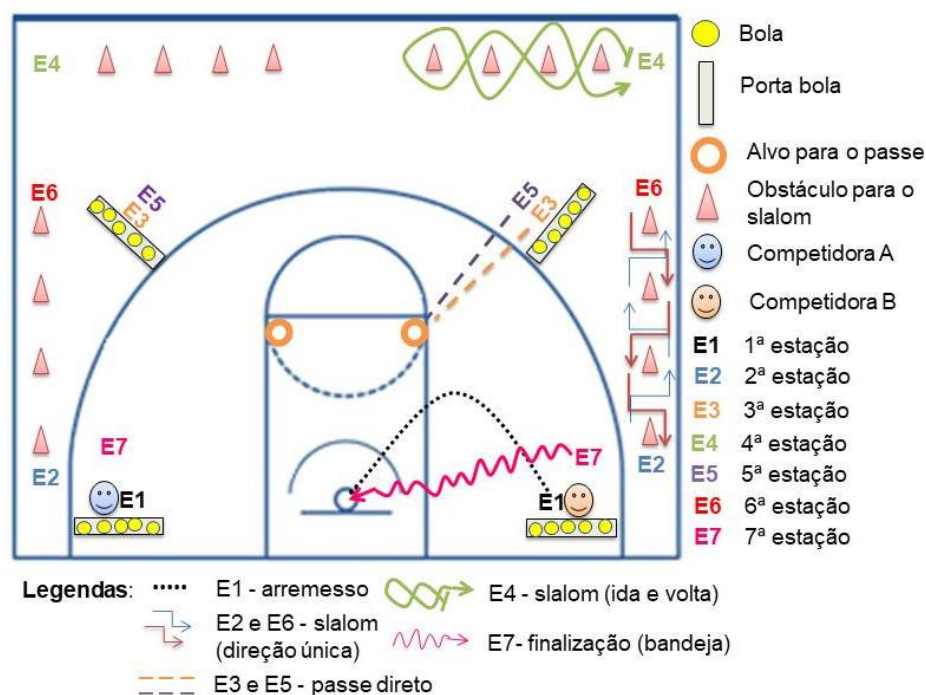 E4
E4
E6
E5
E3
E5
E3
E6
E7
E2
E1
E7
E1
E2
Bola
Porta bola
Alvo para o passe
Obstáculo para o
slalom
Competidora A
Competidora B
E1 1ª estação
E2 2ª estação
E3 3ª estação
E4 4ª estação
E5 5ª estação
E6 6ª estação
E7 7ª estação
Legendas:
E1 - arremesso
E2 e E6 - slalom
(direção única)
E3 e E5 - passe direto
E4 - slalom (ida e volta)
E7- finalização (bandeja)